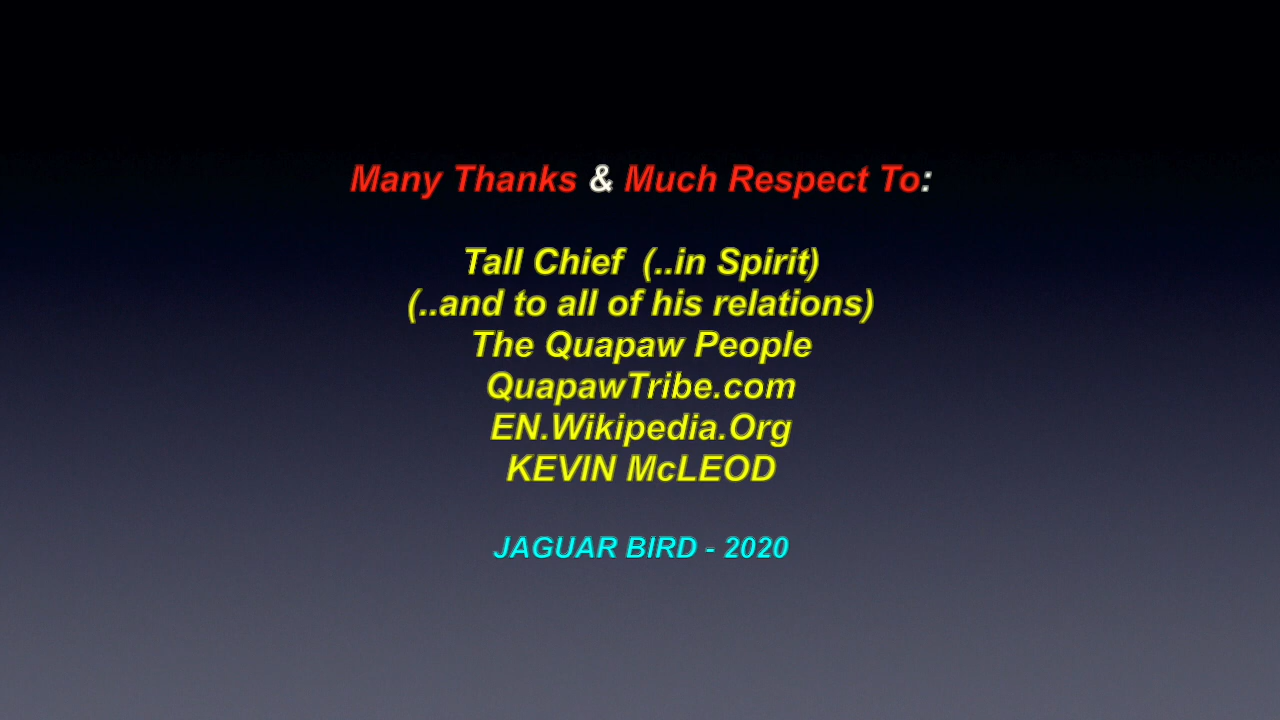 Many Thanks & Much Respect To:
Tall Chief (..in Spirit)
(..and to all of his relations)
The Quapaw People
QuapawTribe.com
EN.Wikipedia.Org
KEVIN McLEOD
JAGUAR BIRD - 2020